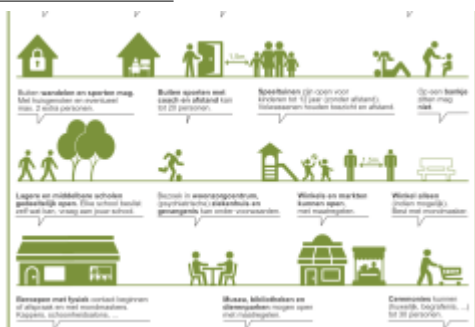 Buiten wandelen en sporten mag.
Met huisgenoten en eventueel
max. 2 extra personen.
Buiten sporten met
coach en afstand kan
tot 20 personen.
1,5m
Speeltuinen zijn open voor
kinderen tot 12 jaar (zonder afstand).
Volwassenen houden toezicht en afstand.
Op een bankje
zitten mag
niet
Lagere en middelbare scholen
gedeeltelijk open. Elke school beslist
zelf wat kan, vraag aan jouw school.
Bezoek in woonzorgcentrum,
(psychiatrische) ziekenhuis en
gevangenis kan onder voorwaarden.
1,5m
Winkels en markten
kunnen open,
met maatregelen.
Winkel alleen
(indien mogelijk).
Best met mondmasker.
Beroepen met fysiek contact beginnen
of afspraak en met mondmaskers.
Kappers, schoonheidssalons, ...
Musea, bibliotheken en
dierenparken mogen open
met maatregelen.
Ceremonies kunnen
(huwelijk, begrafenis, ...)
tot 30 personen.